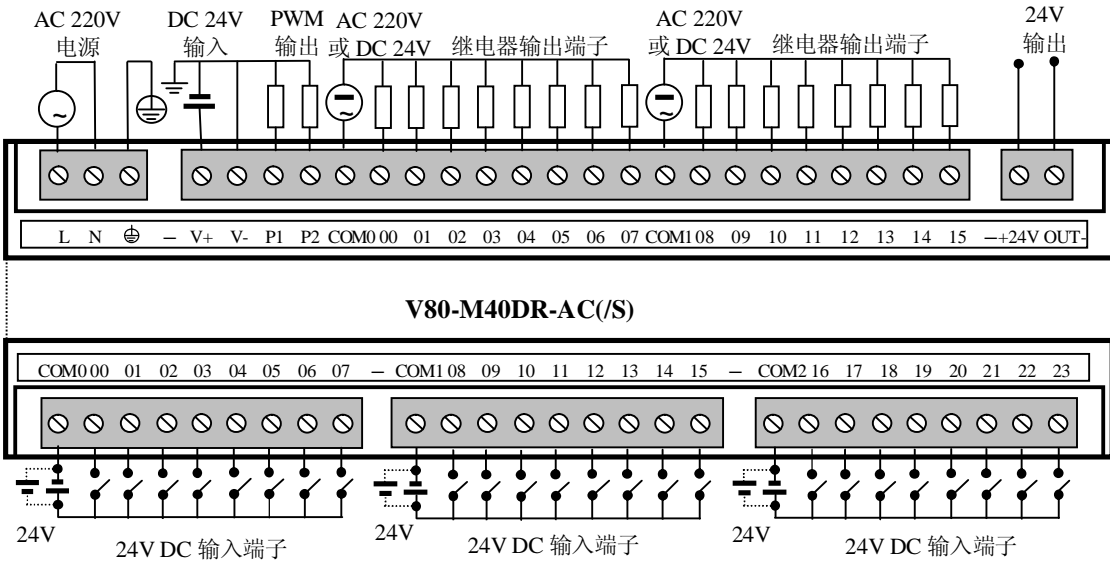 AC 220V DC 24V PWM AC 220V AC 220V 24V
电源 输入 输出 或 DC 24V 继电器输出端子 或 DC 24V 继电器输出端子 输出
L N – V+ V- P1 P2 COM0 00 01 02 03 04 05 06 07 COM1 08 09 10 11 12 13 14 15 –+24V OUT-
V80-M40DR-AC(/S)
COM0 00 01 02 03 04 05 06 07 – COM1 08 09 10 11 12 13 14 15 – COM2 16 17 18 19 20 21 22 23
24V 24V DC 输入端子 24V 24V DC 输入端子 24V 24V DC 输入端子